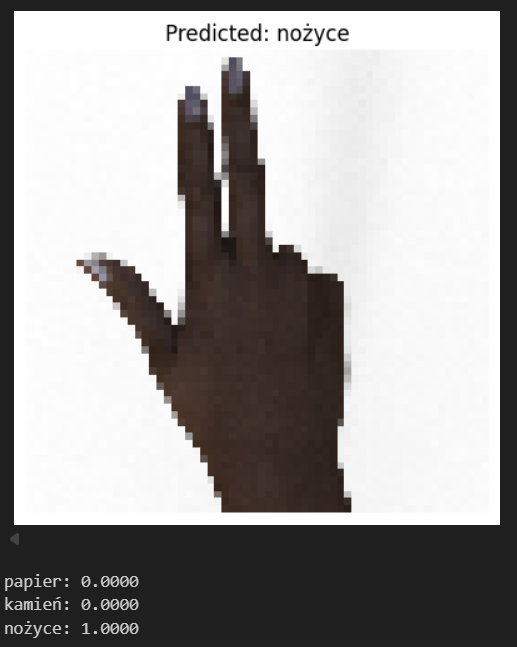 Predicted: nożyce
papier: 0.0000
kamień: 0.0000
nożyce: 1.0000